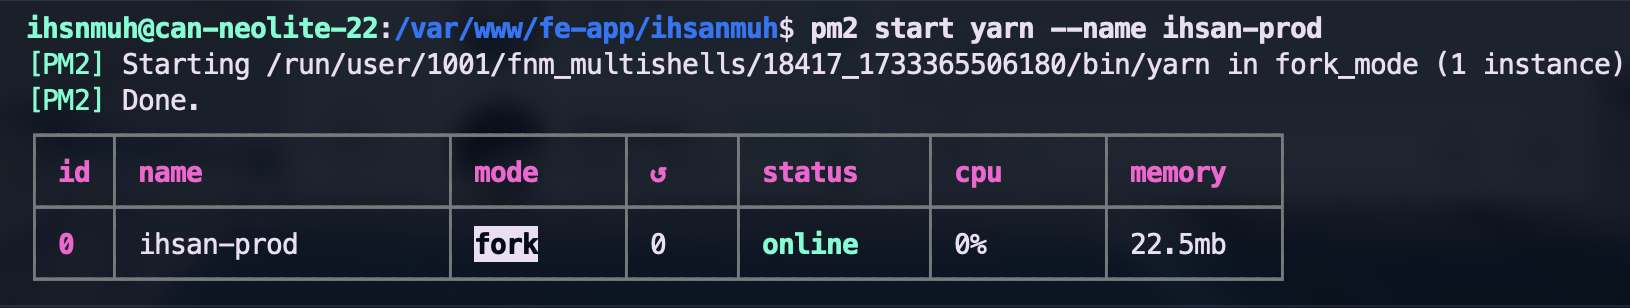 ihsnmuh@can-neolite-22:/var/www/fe-app/ihsanmuh$ pm2 start yarn --name ihsan-prod
[PM2] Starting /run/user/1001/fnm_multishells/18417_1733365506180/bin/yarn in fork_mode (1 instance)
[PM2] Done.
id name mode ↺ status cpu memory
0 ihsan-prod fork 0 online 0% 22.5mb